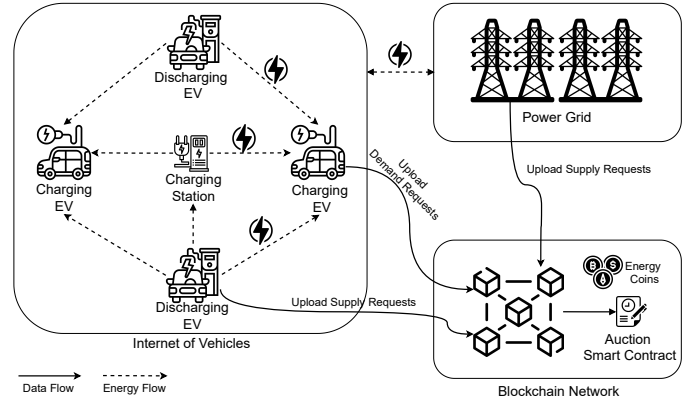 Discharging
EV
Power Grid
Upload Supply Requests
Upload
Demand Requests
Charging
EV
Charging
Station
Charging
EV
Discharging
EV
Upload Supply Requests
Internet of Vehicles
B
S
Energy
Coins
Auction
Smart Contract
Data Flow
Energy Flow
Blockchain Network